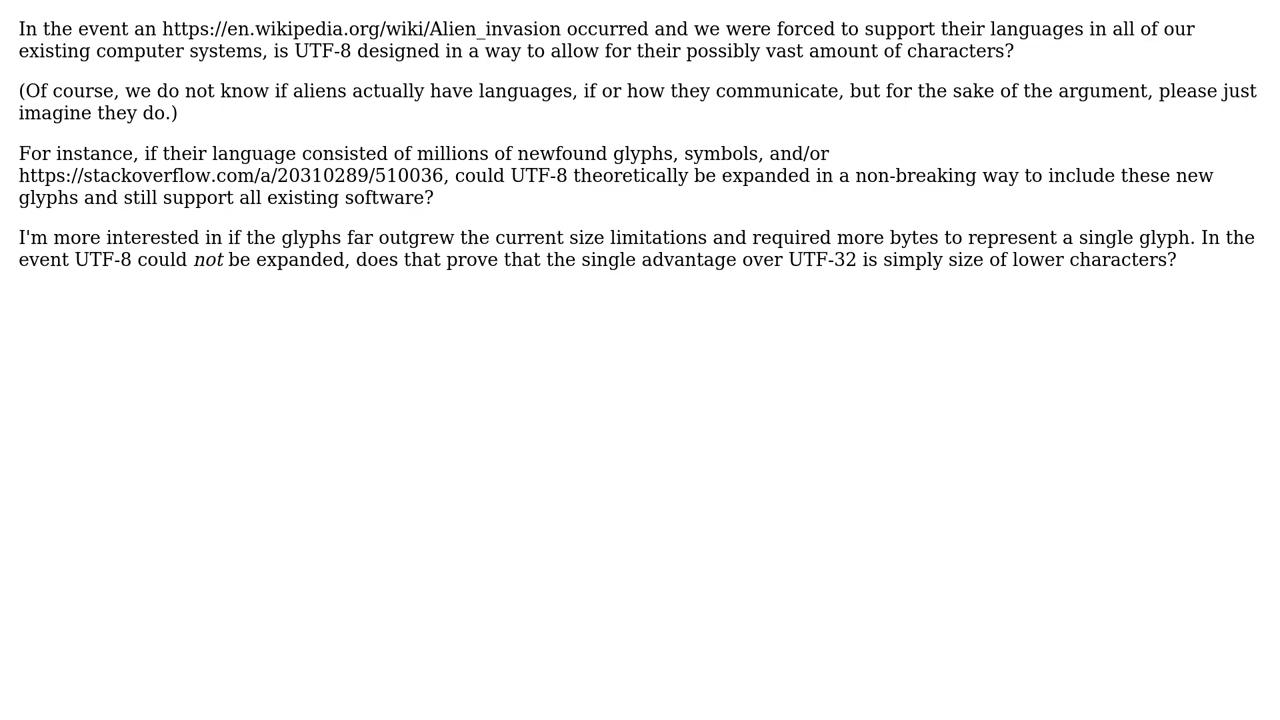 In the event an https://en.wikipedia.org/wiki/Alien_invasion occurred and we were forced to support their languages in all of our
existing computer systems, is UTF-8 designed in a way to allow for their possibly vast amount of characters?
(Of course, we do not know if aliens actually have languages, if or how they communicate, but for the sake of the argument, please just
imagine they do.)
For instance, if their language consisted of millions of newfound glyphs, symbols, and/or
https://stackoverflow.com/a/20310289/510036, could UTF-8 theoretically be expanded in a non-breaking way to include these new
glyphs and still support all existing software?
I'm more interested in if the glyphs far outgrew the current size limitations and required more bytes to represent a single glyph. In the
event UTF-8 could not be expanded, does that prove that the single advantage over UTF-32 is simply size of lower characters?